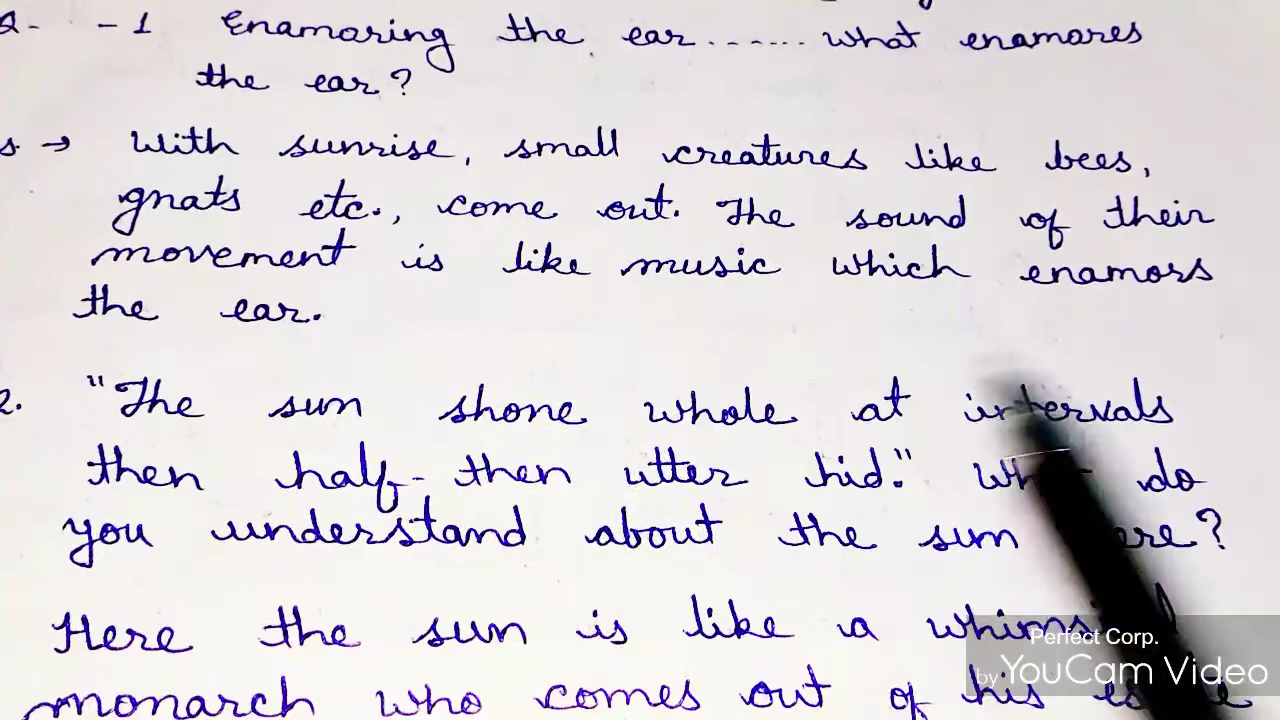 - 1 Enamoring the ear....... what enamores
the ear?
s. → With sunrise, small creatures like bees,
gnats etc., come out. The sound of their
movement is like music which enamors
the ear.
2. "The sun shone whole at intervals
then half- then utter hid." do
you understand about the sun ?
Here the sun is like a
monarch who comes out of his
Perfect Corp.
by YouCam Video